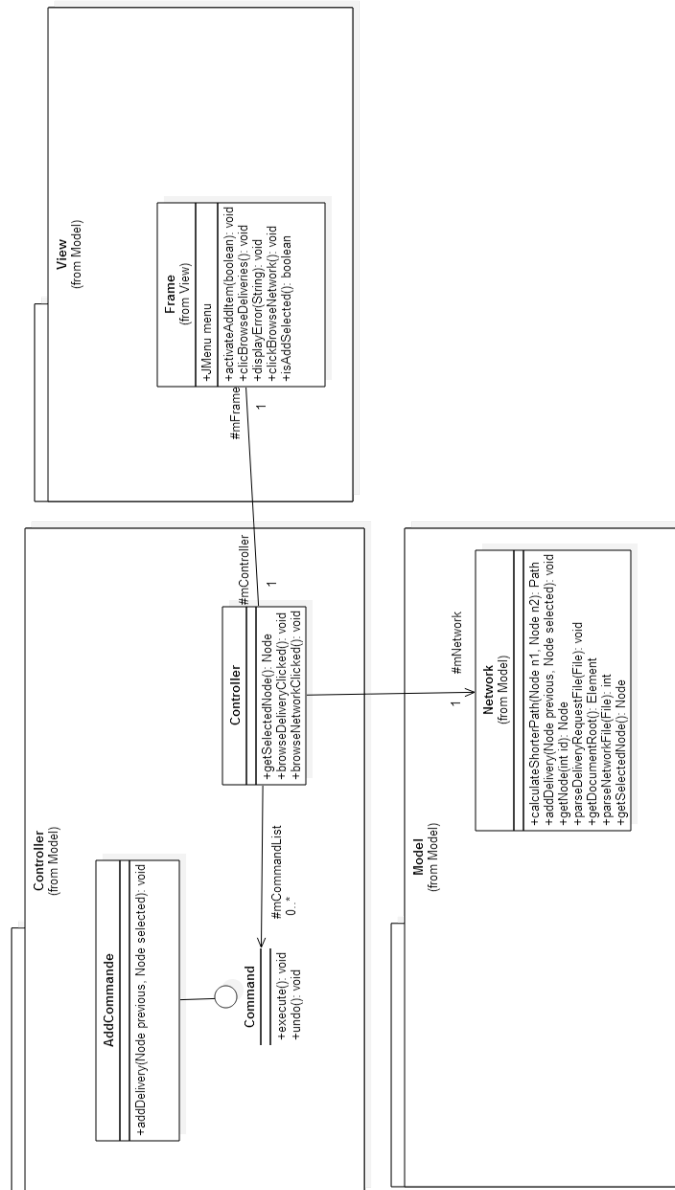 View
(from Model)
Frame
(from View)
+JMenu menu
+activateAddItem(boolean): void
+clicBrowseDeliveries(): void
+displayError(String): void
+clickBrowseNetwork(): void
+isAddSelected(): boolean
#mFrame
1
Controller
(from Model)
#mController
1
Controller
+getSelectedNode(): Node
+browseDeliveryClicked(): void
+browseNetworkClicked(): void
AddCommande
+addDelivery(Node previous, Node selected): void
#mCommandList
0..*
Command
+execute(): void
+undo(): void
#mNetwork
1
Model
(from Model)
Network
(from Model)
+calculateShorterPath(Node n1, Node n2): Path
+addDelivery(Node previous, Node selected): void
+getNode(int id): Node
+parseDeliveryRequestFile(File): void
+getDocumentRoot(): Element
+parseNetworkFile(File): int
+getSelectedNode(): Node